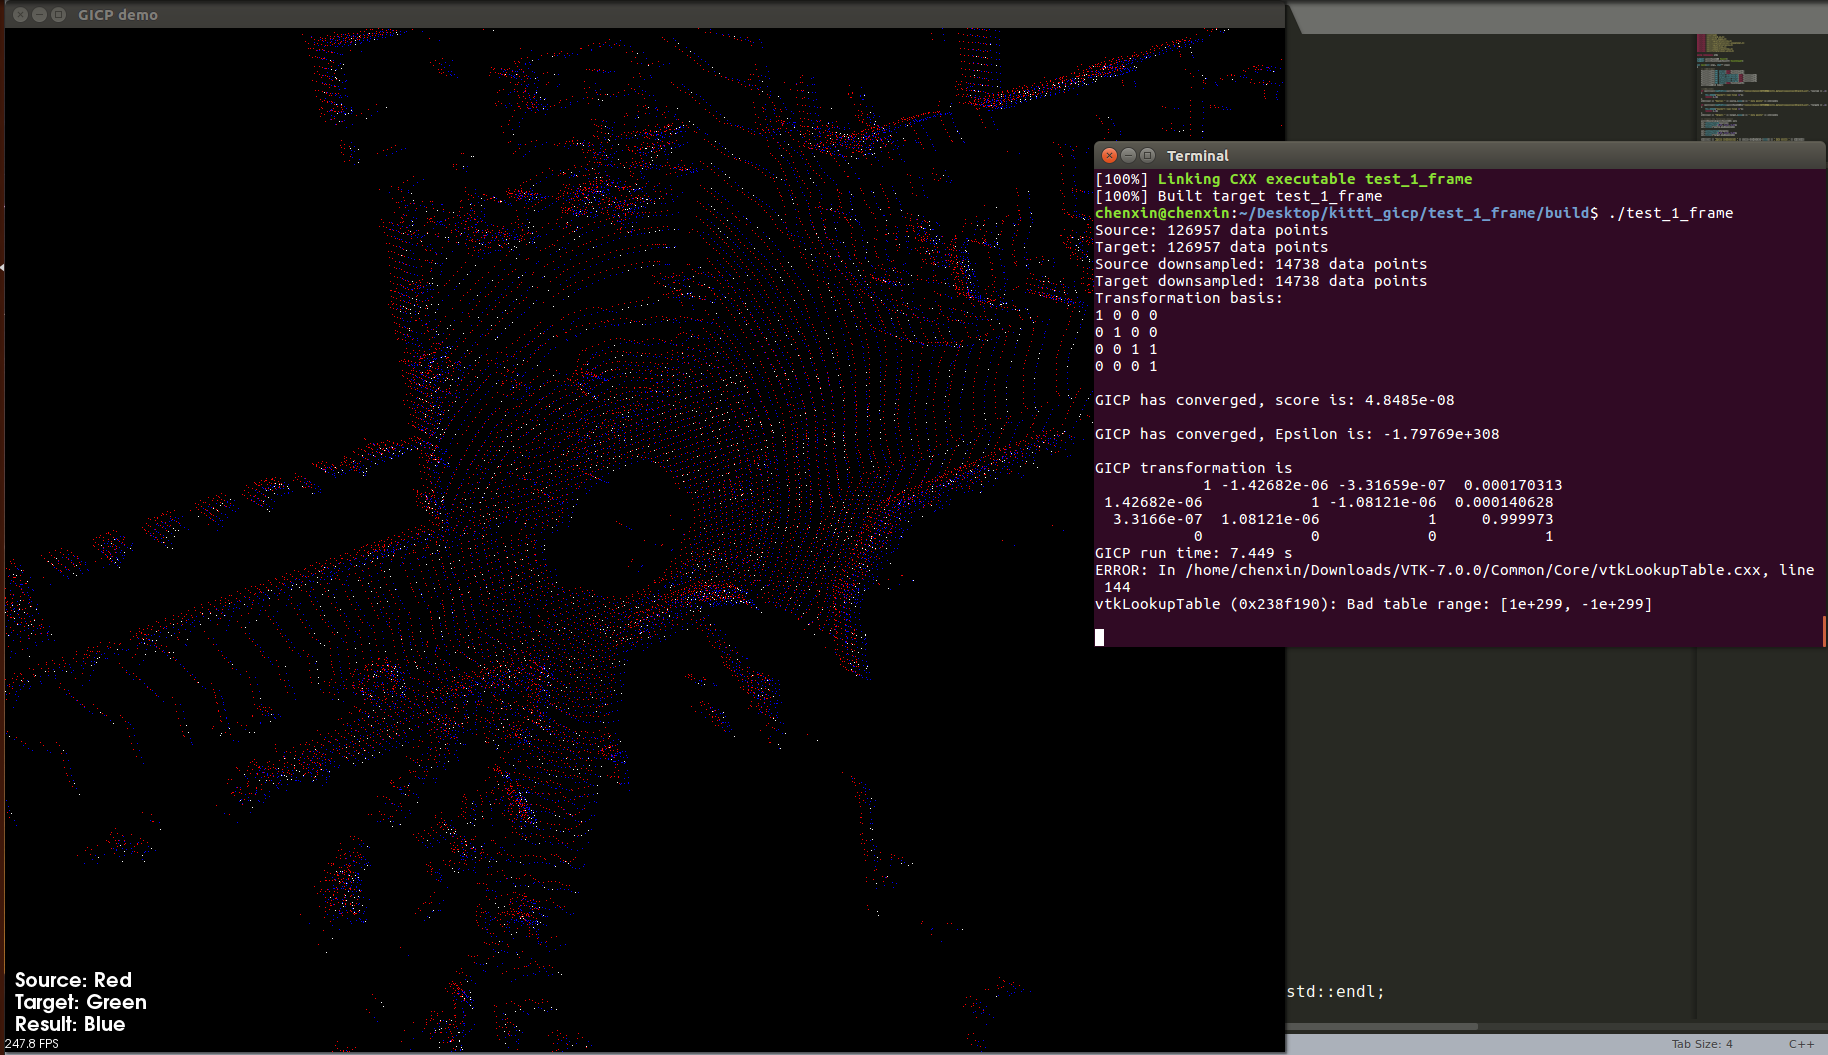 GICP demo
Terminal
[100%] Linking CXX executable test_1_frame
[100%] Built target test_1_frame
chenxin@chenxin:~/Desktop/kitti_gicp/test_1_frame/build$ ./test_1_frame
Source: 126957 data points
Target: 126957 data points
Source downsampled: 14738 data points
Target downsampled: 14738 data points
Transformation basis:
1 0 0 0
0 1 0 0
0 0 1 1
0 0 0 1
GICP has converged, score is: 4.8485e-08
GICP has converged, Epsilon is: -1.79769e+308
GICP transformation is
1 -1.42682e-06 -3.31659e-07 0.000170313
1.42682e-06 1 -1.08121e-06 0.000140628
3.3166e-07 1.08121e-06 1 0.999973
0 0 0 1
GICP run time: 7.449 s
ERROR: In /home/chenxin/Downloads/VTK-7.0.0/Common/Core/vtkLookupTable.cxx, line
144
vtkLookupTable (0x238f190): Bad table range: [1e+299, -1e+299]
Source: Red
Target: Green
Result: Blue
247.8 FPS
std::endl;
Tab Size: 4
C++